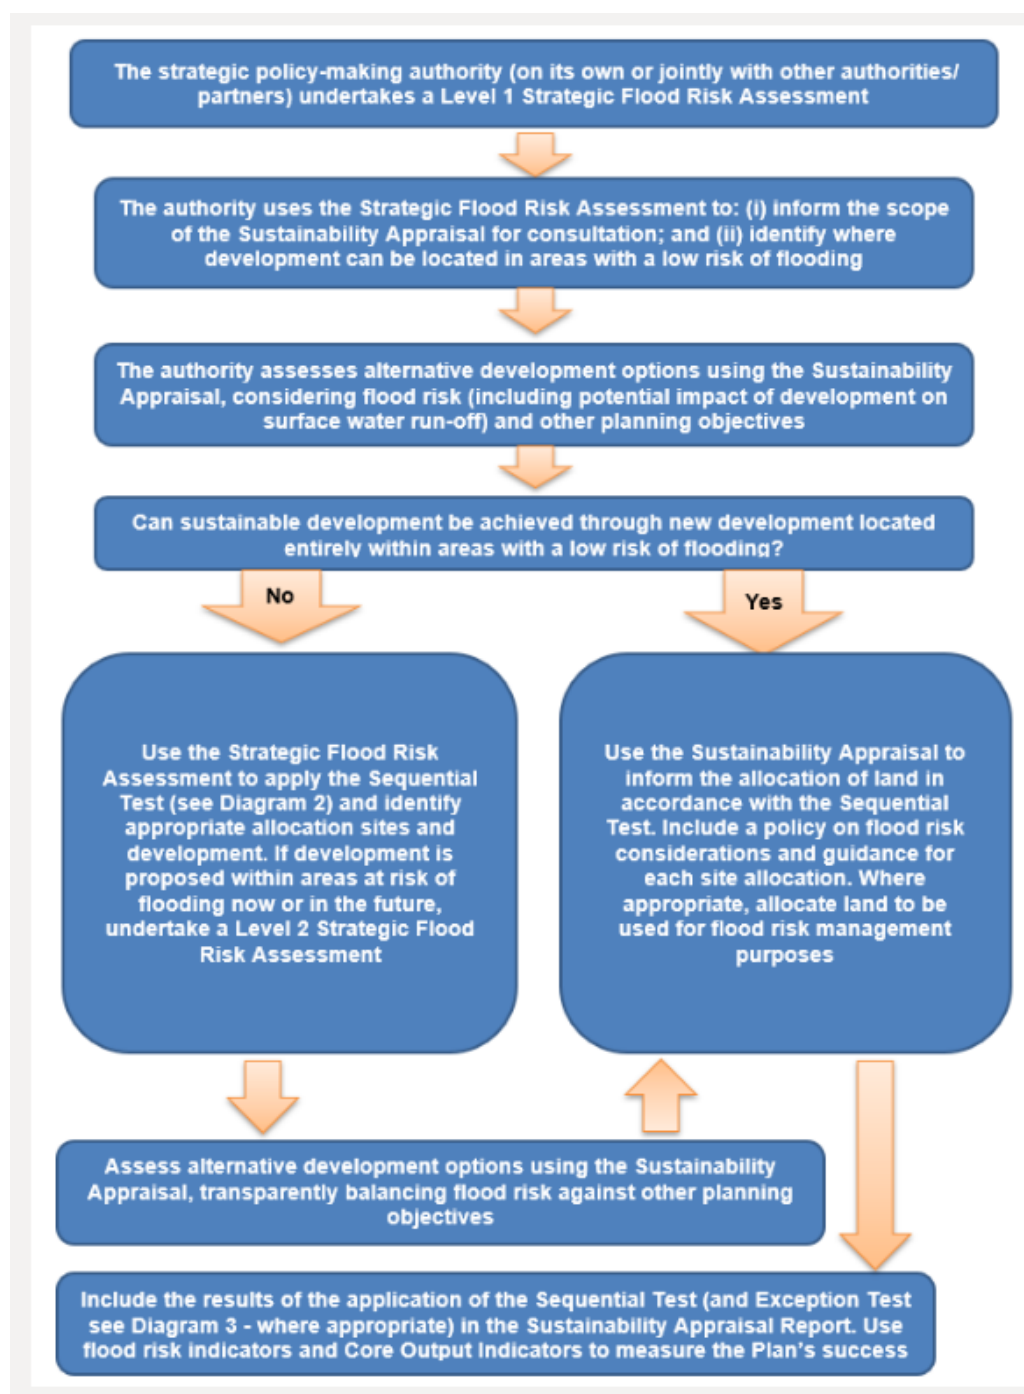 The strategic policy-making authority (on its own or jointly with other authorities/
partners) undertakes a Level 1 Strategic Flood Risk Assessment
The authority uses the Strategic Flood Risk Assessment to: (i) inform the scope
of the Sustainability Appraisal for consultation; and (ii) identify where
development can be located in areas with a low risk of flooding
The authority assesses alternative development options using the Sustainability
Appraisal, considering flood risk (including potential impact of development on
surface water run-off) and other planning objectives
Can sustainable development be achieved through new development located
entirely within areas with a low risk of flooding?
No
Yes
Use the Strategic Flood Risk
Assessment to apply the Sequential
Test (see Diagram 2) and identify
appropriate allocation sites and
development. If development is
proposed within areas at risk of
flooding now or in the future,
undertake a Level 2 Strategic Flood
Risk Assessment
Use the Sustainability Appraisal to
inform the allocation of land in
accordance with the Sequential
Test. Include a policy on flood risk
considerations and guidance for
each site allocation. Where
appropriate, allocate land to be
used for flood risk management
purposes
Assess alternative development options using the Sustainability
Appraisal, transparently balancing flood risk against other planning
objectives
Include the results of the application of the Sequential Test (and Exception Test
see Diagram 3 - where appropriate) in the Sustainability Appraisal Report. Use
flood risk indicators and Core Output Indicators to measure the Plan's success